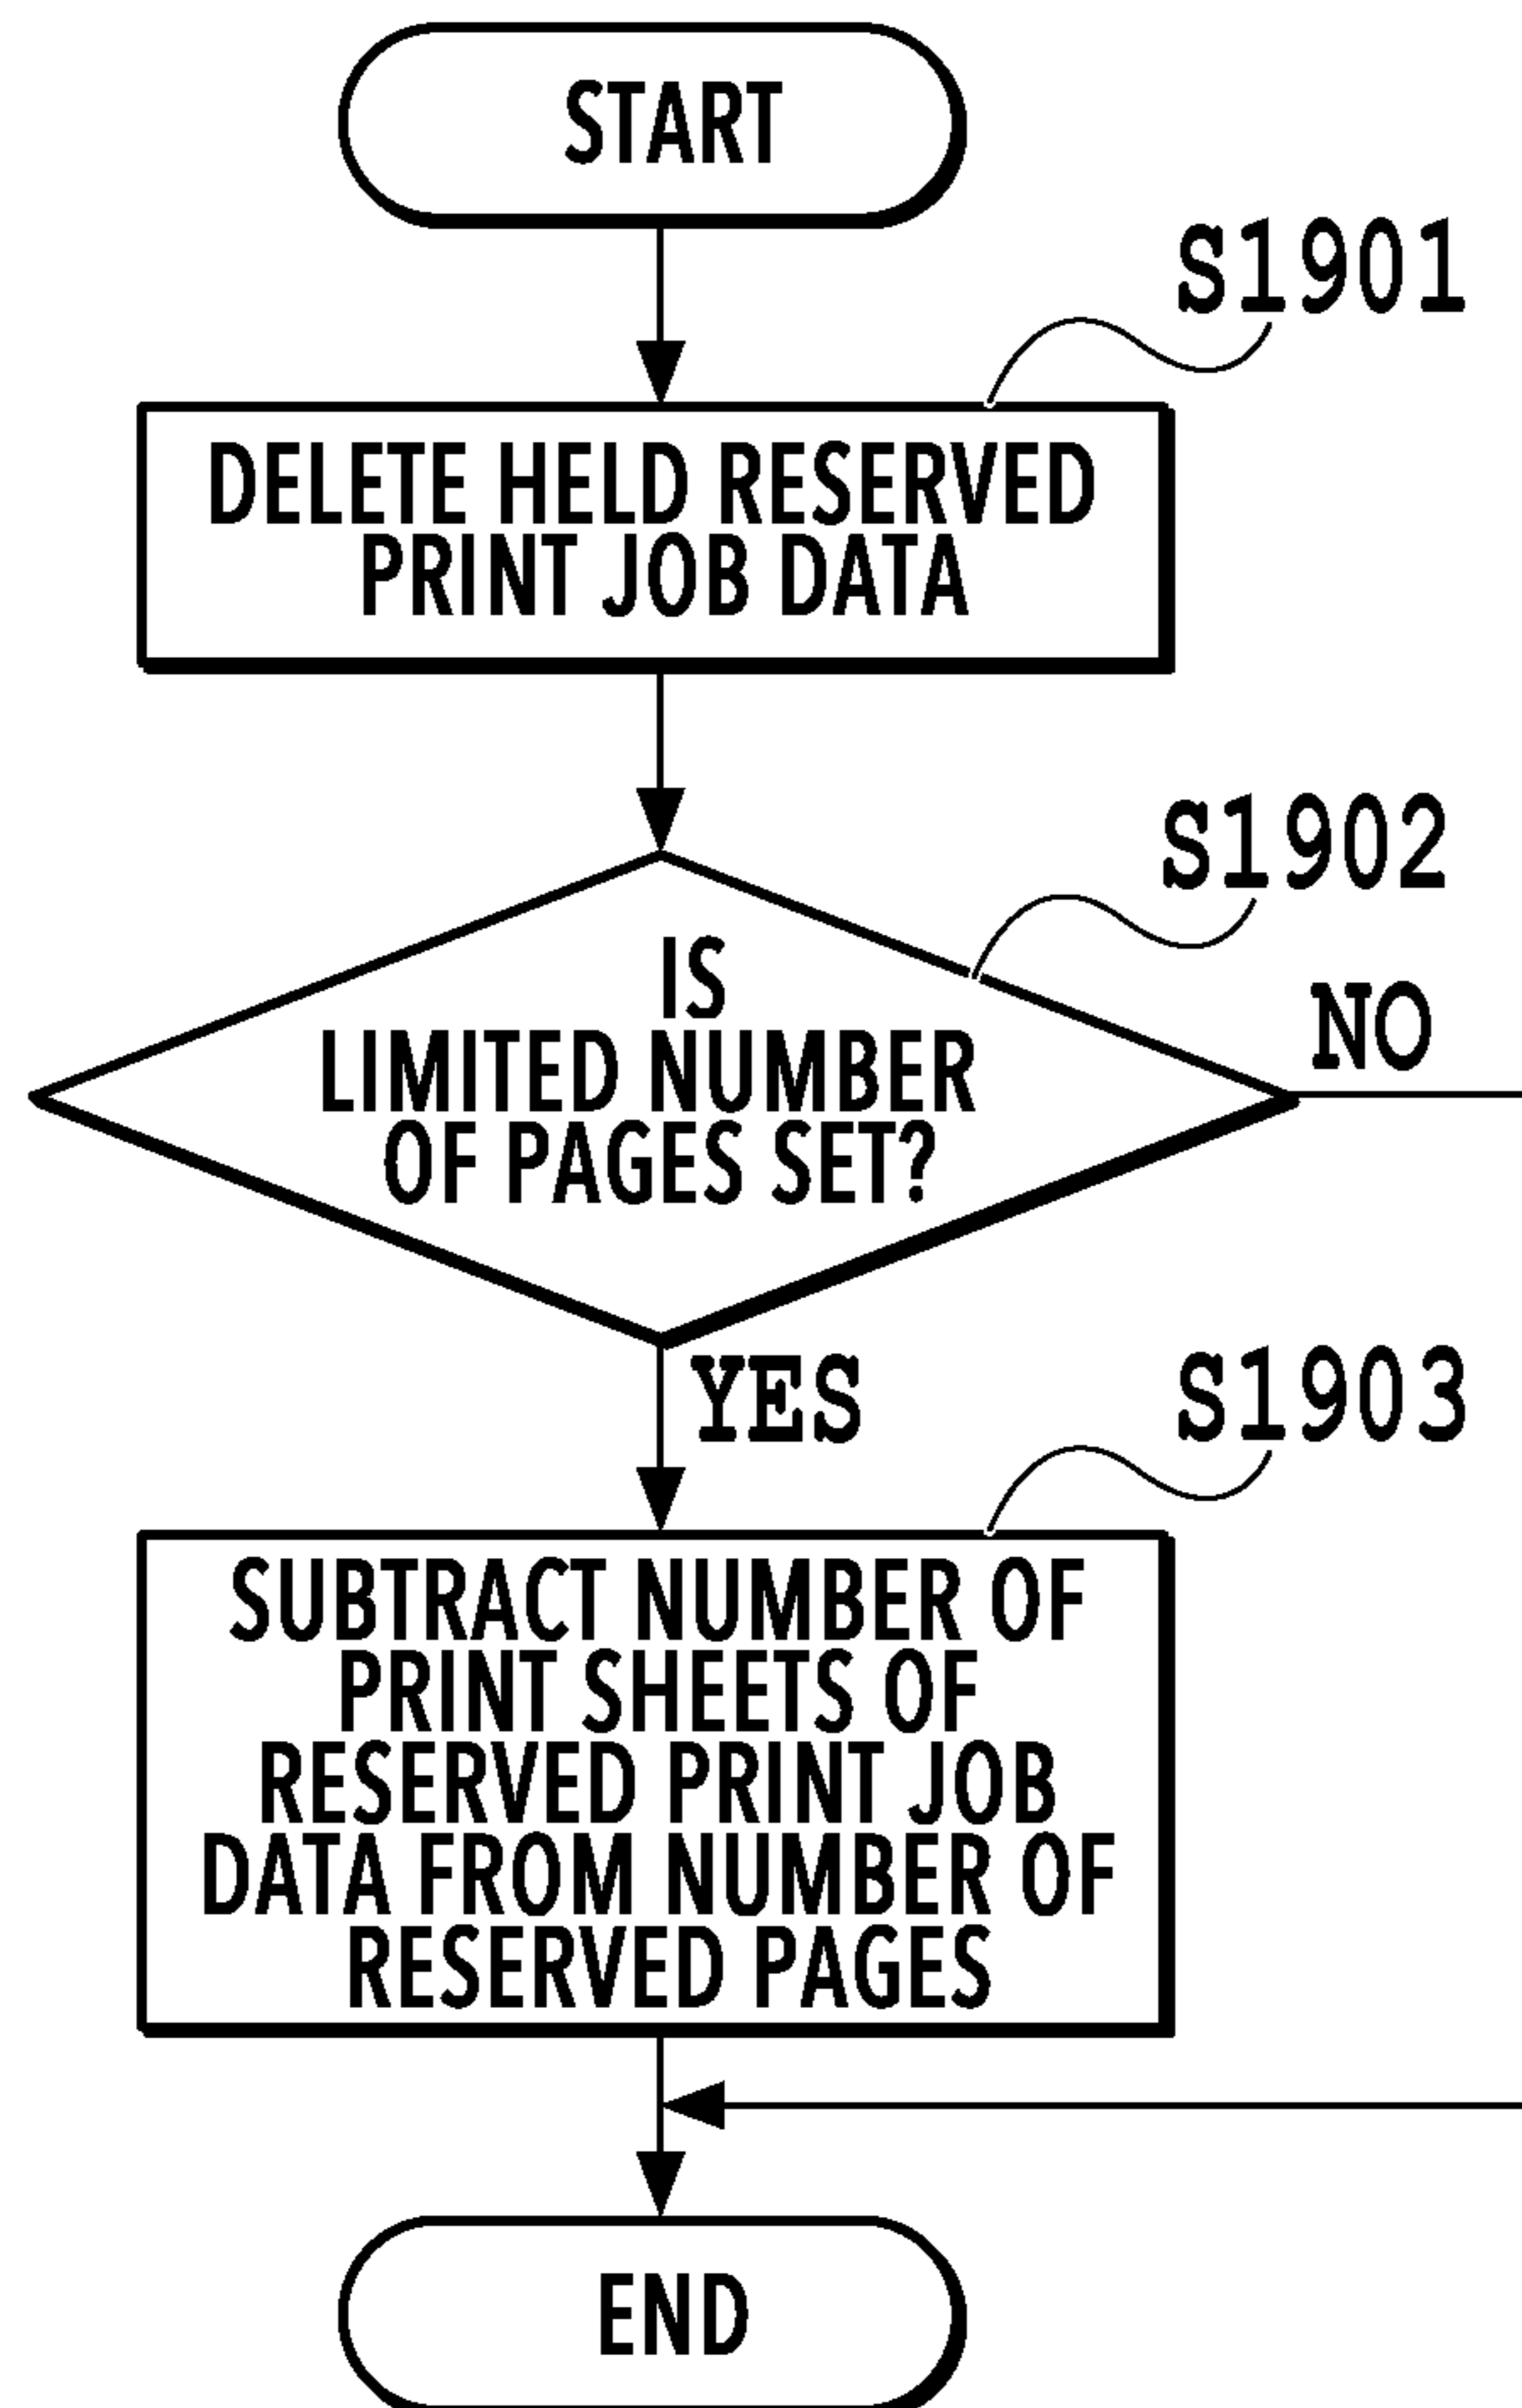 START
S1901
DELETE HELD RESERVED
PRINT JOB DATA
S1902
IS
LIMITED NUMBER
OF PAGES SET?
NO
YES
S1903
SUBTRACT NUMBER OF
PRINT SHEETS OF
RESERVED PRINT JOB
DATA FROM NUMBER OF
RESERVED PAGES
END